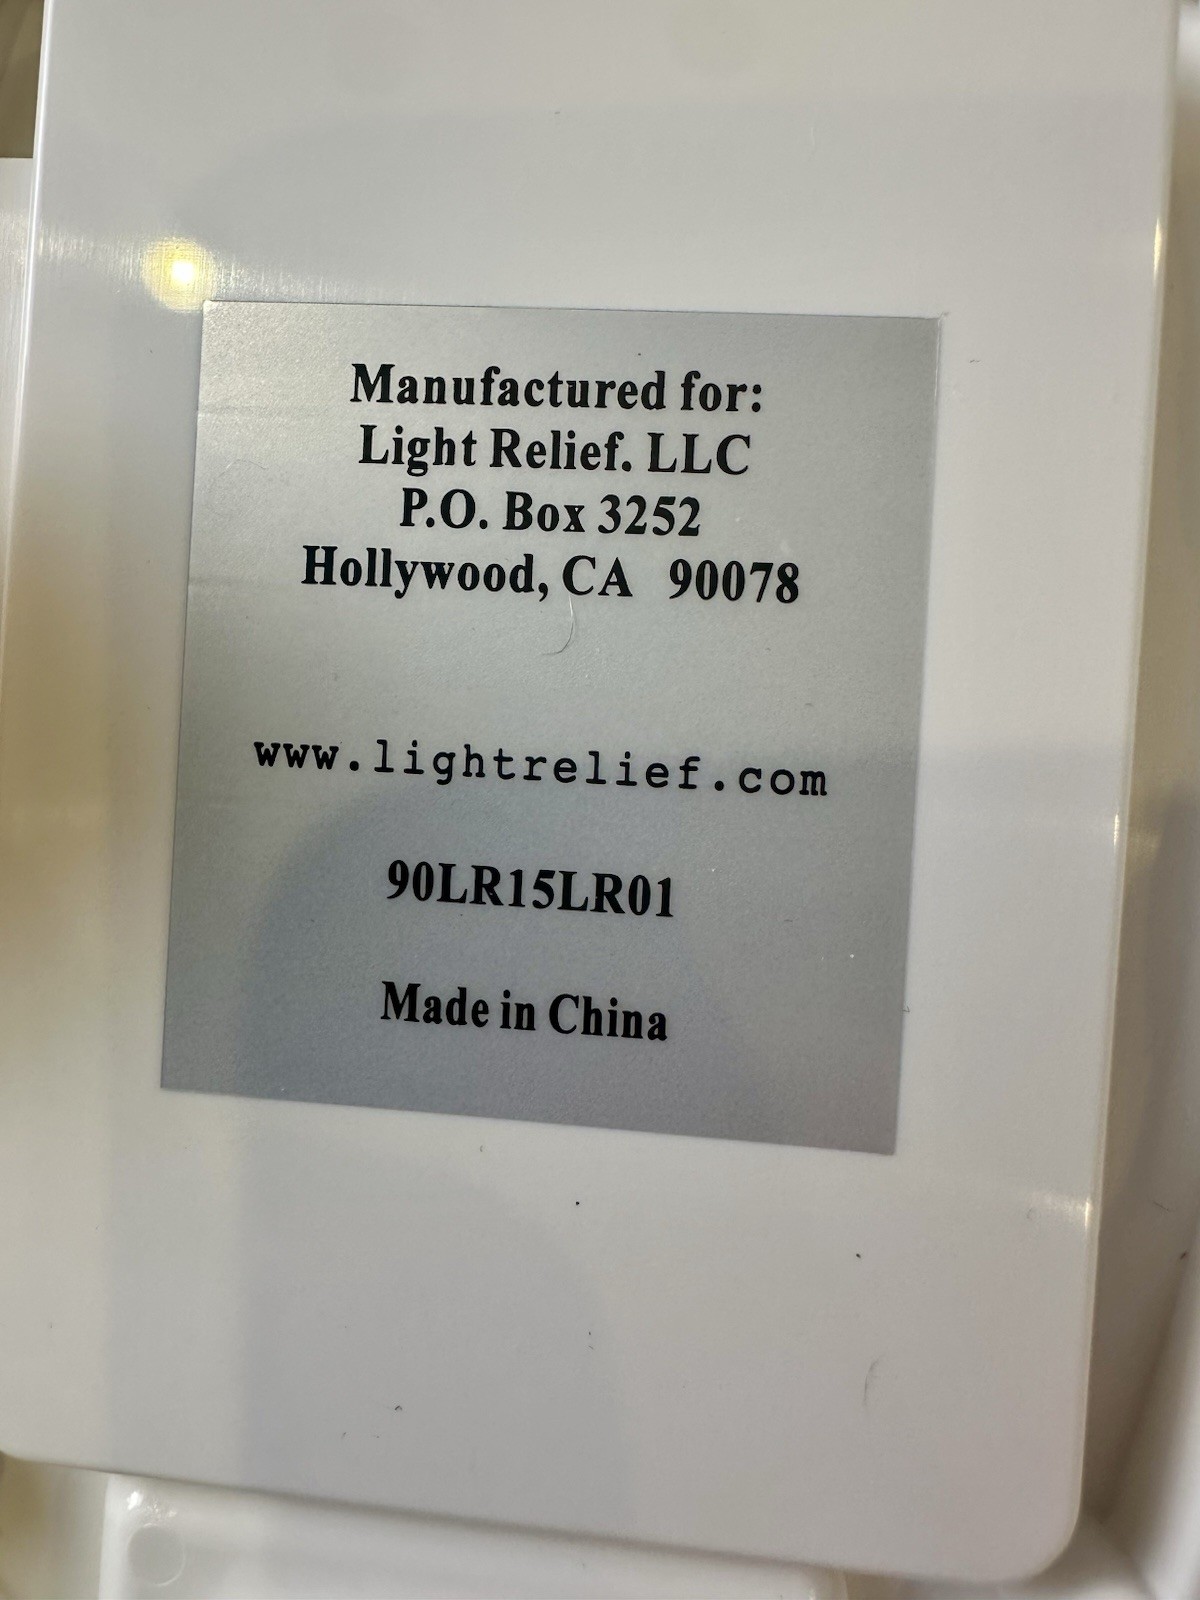 Manufactured for:
Light Relief. LLC
P.O. Box 3252
Hollywood, CA 90078
www.lightrelief.com
90LR15LR01
Made in China